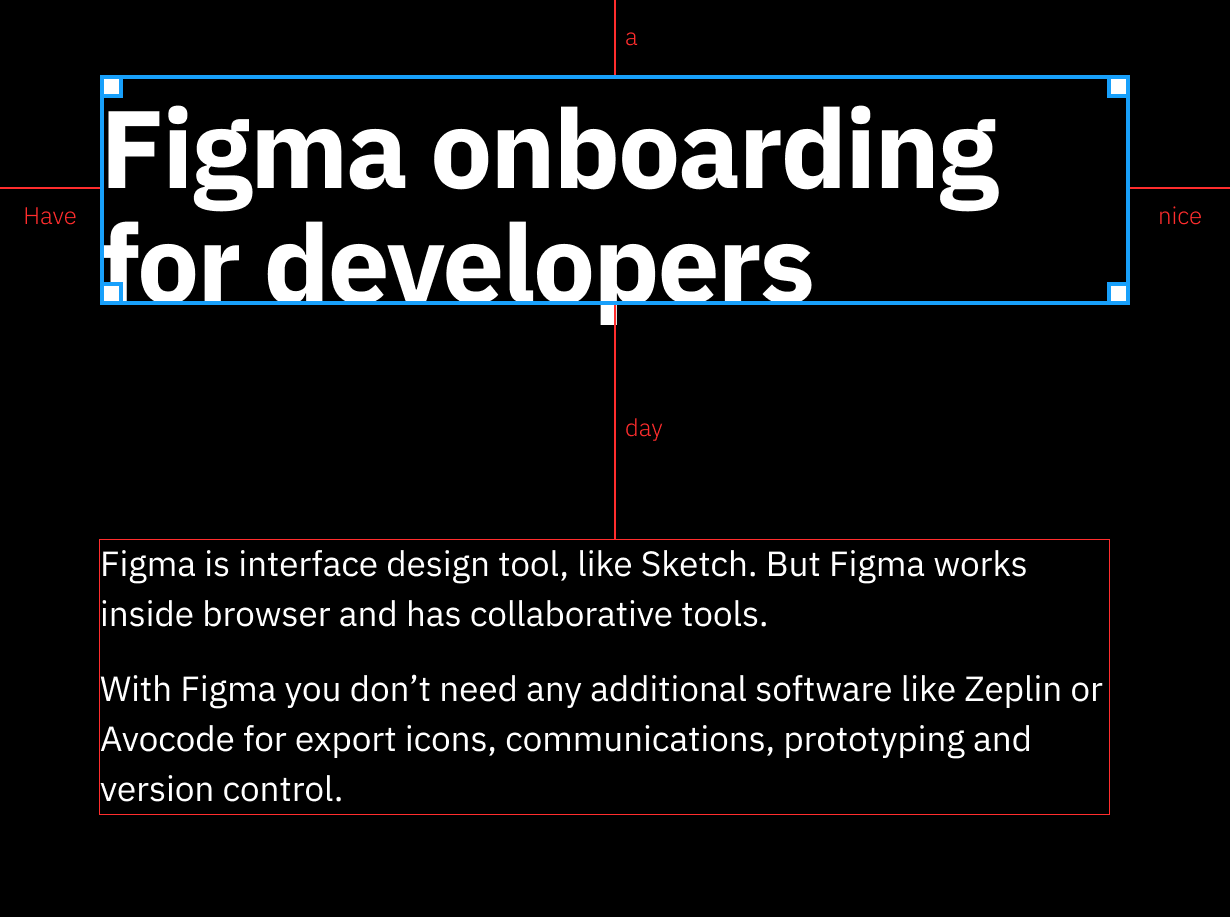 a
Figma onboarding
for developers
Have
nice
day
Figma is interface design tool, like Sketch. But Figma works
inside browser and has collaborative tools.
With Figma you don’t need any additional software like Zeplin or
Avocode for export icons, communications, prototyping and
version control.